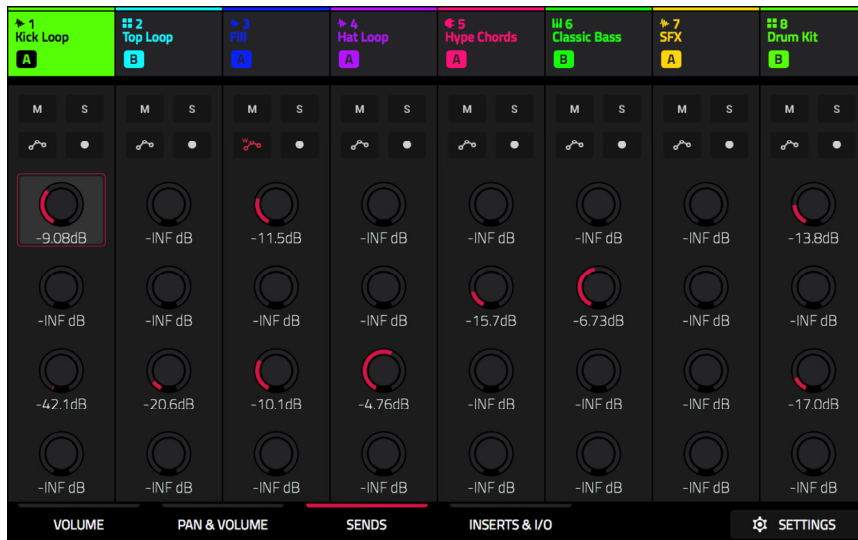 1 2 3 4 5 6 7 8
Kick Loop Top Loop Fill Hat Loop Hype Chords Classic Bass SFX Drum Kit
A B A A A B A B
M S M S M S M S M S M S M S M S
W
-9.08dB -INF dB -11.5dB -INF dB -INF dB -INF dB -INF dB -13.8dB
-INF dB -INF dB -INF dB -INF dB -15.7dB -6.73dB -INF dB -INF dB
-42.1dB -20.6dB -10.1dB -4.76dB -INF dB -INF dB -INF dB -17.0dB
-INF dB -INF dB -INF dB -INF dB -INF dB -INF dB -INF dB -INF dB
VOLUME PAN & VOLUME SENDS INSERTS & I/O SETTINGS